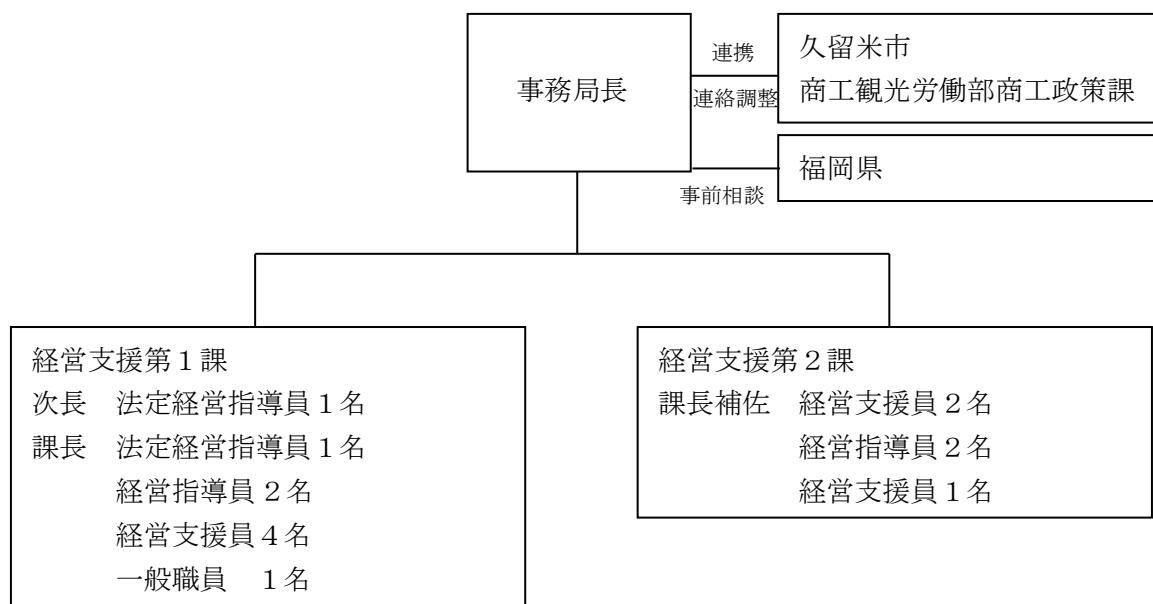 事務局長
連携
連絡調整
久留米市
商工観光労働部商工政策課
事前相談
福岡県
経営支援第１課
次長　法定経営指導員１名
課長　法定経営指導員１名
経営指導員２名
経営支援員４名
一般職員　１名
経営支援第２課
課長補佐　経営支援員２名
経営指導員２名
経営支援員１名